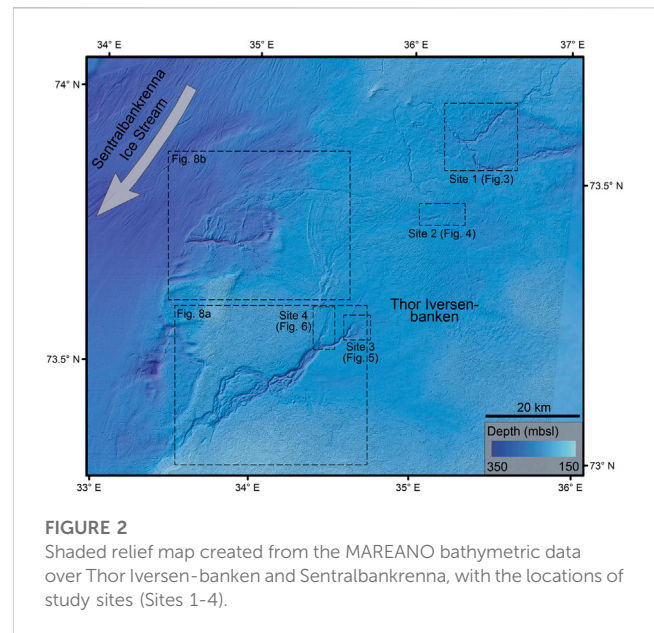 34° E 35° E 36° E 37° E
74° N
Sentralbankrenna
Ice Stream
Fig. 8b
Site 1 (Fig.3)
73.5° N
Site 2 (Fig. 4)
Thor Iversen-
banken
Fig. 8a
Site 4
(Fig. 6)
Site 3
(Fig. 5)
73.5° N
20 km
Depth (mbsl)
350 150
73° N
33° E 34° E 35° E 36° E
FIGURE 2
Shaded relief map created from the MAREANO bathymetric data
over Thor Iversen-banken and Sentralbankrenna, with the locations of
study sites (Sites 1-4).